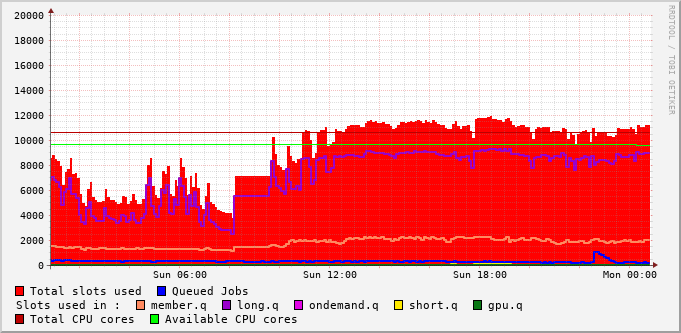 20000
18000
16000
14000
12000
10000
8000
6000
4000
2000
0
Sun 06:00 Sun 12:00 Sun 18:00 Mon 00:00
RRDTOOL / TOBI OETIKER
Total slots used Queued Jobs
Slots used in : member.q long.q ondemand.q short.q gpu.q
Total CPU cores Available CPU cores